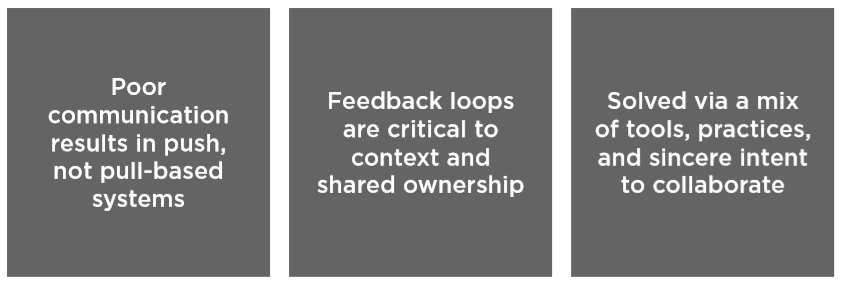 Poor
communication
results in push,
not pull-based
systems
Feedback loops
are critical to
context and
shared ownership
Solved via a mix
of tools, practices,
and sincere intent
to collaborate